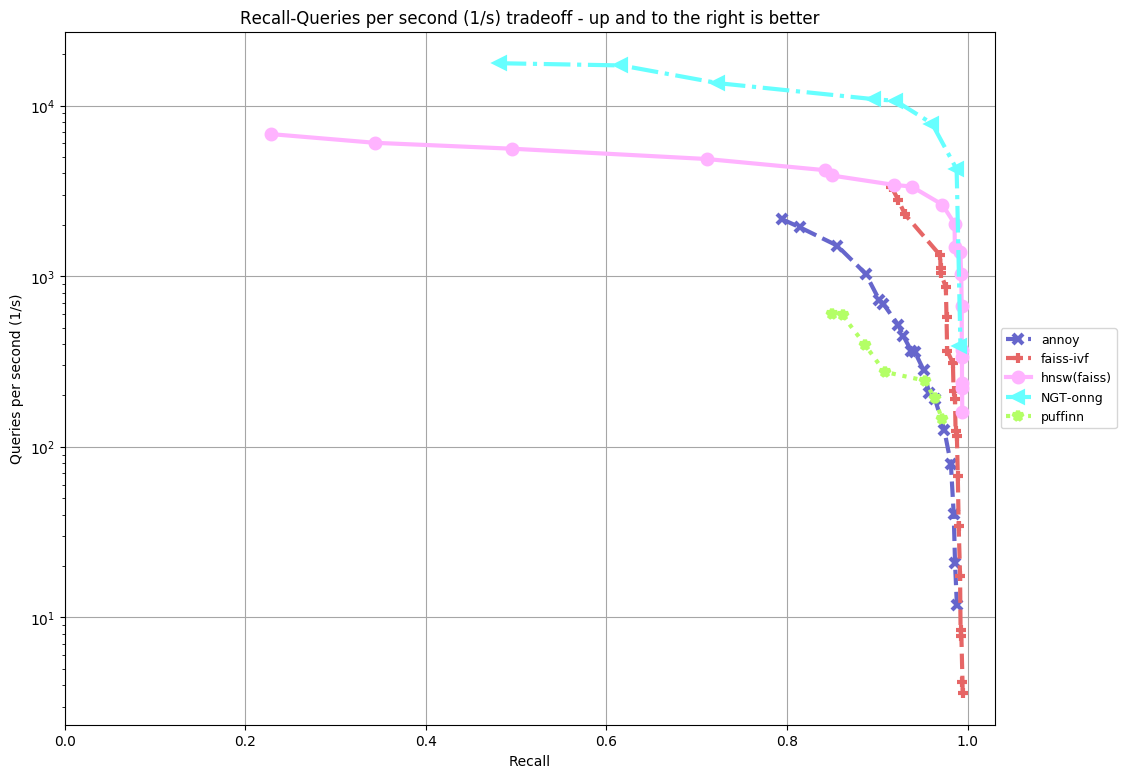 Recall-Queries per second (1/s) tradeoff - up and to the right is better
Queries per second (1/s)
10^4
10^3
10^2
10^1
0.0 0.2 0.4 0.6 0.8 1.0
Recall
annoy
faiss-ivf
hnsw(faiss)
NGT-onng
puffinn